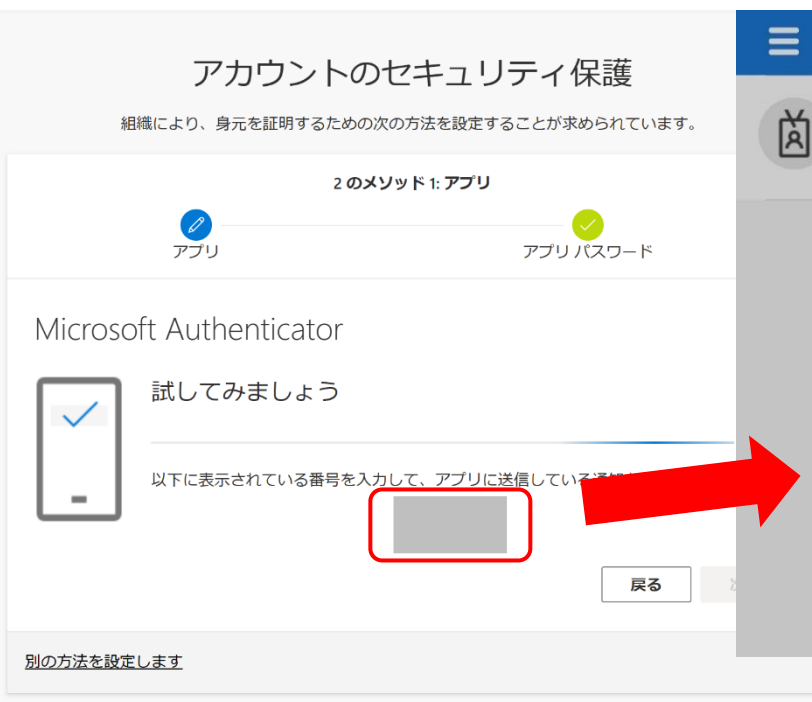 アカウントのセキュリティ保護
組織により、身元を証明するための次の方法を設定することが求められています。
2 のメソッド 1: アプリ
アプリ
アプリ パスワード
Microsoft Authenticator
試してみましょう
以下に表示されている番号を入力して、アプリに送信している
戻る
別の方法を設定します